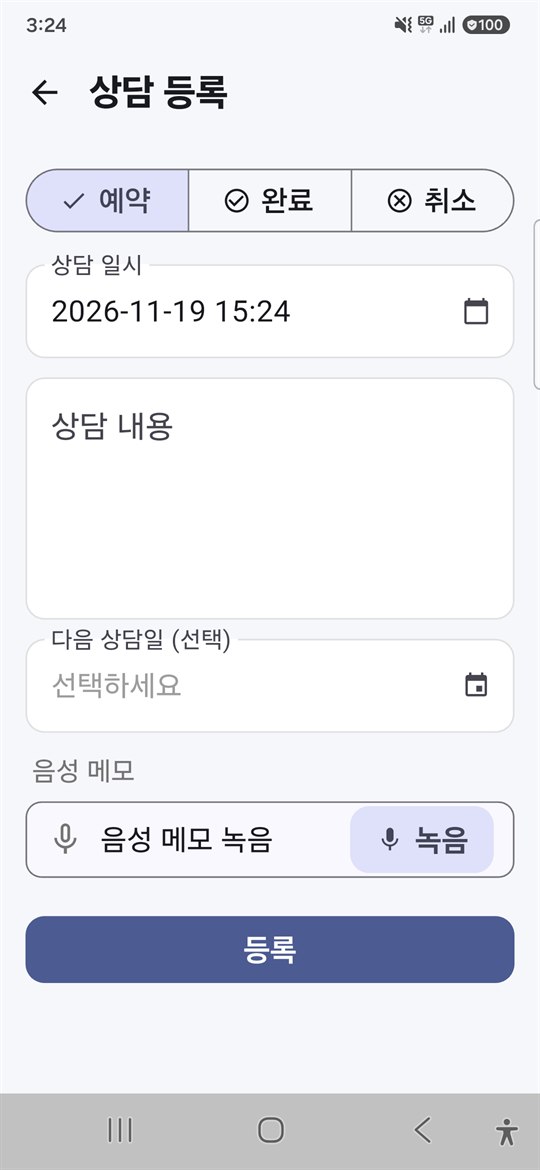 3:24
5G
100
상담 등록
예약
완료
취소
상담 일시
2026-11-19 15:24
상담 내용
다음 상담일 (선택)
선택하세요
음성 메모
음성 메모 녹음
녹음
등록